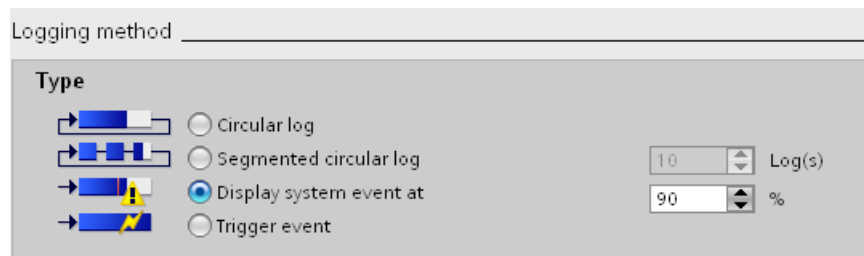 Logging method
Type
Circular log
Segmented circular log 10 Log(s)
Display system event at 90 %
Trigger event